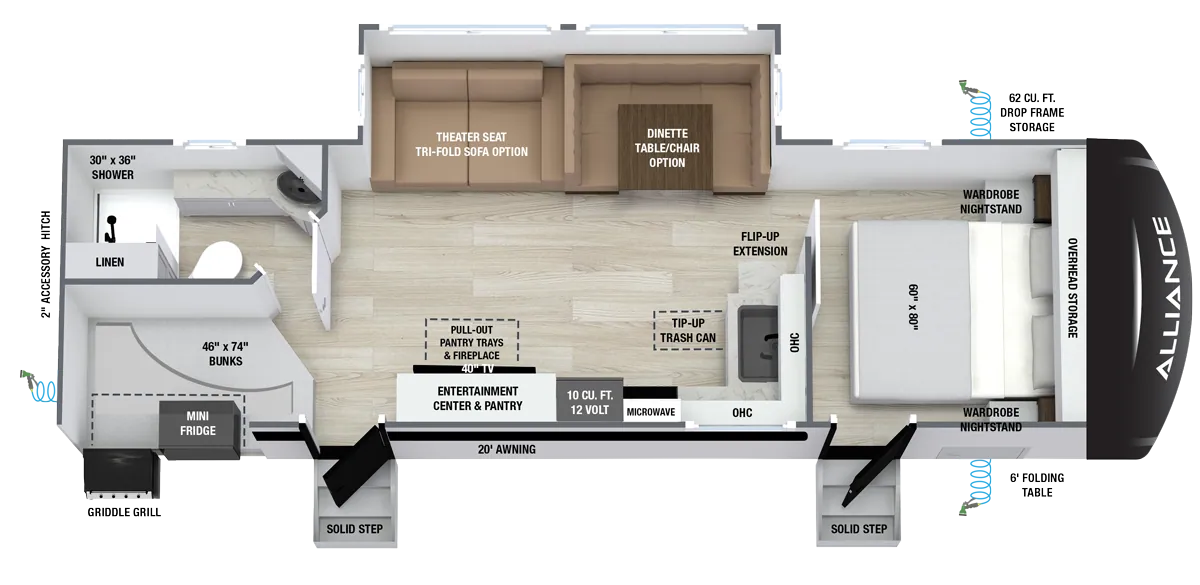 THEATER SEAT
TRI-FOLD SOFA OPTION
DINETTE
TABLE/CHAIR
OPTION
62 CU. FT.
DROP FRAME
STORAGE
30" x 36"
SHOWER
LINEN
2" ACCESSORY HITCH
46" x 74"
BUNKS
MINI
FRIDGE
GRIDDLE GRILL
PULL-OUT
PANTRY TRAYS
& FIREPLACE
40" TV
ENTERTAINMENT
CENTER & PANTRY
10 CU. FT.
12 VOLT
MICROWAVE
OHC
OHC
TIP-UP
TRASH CAN
FLIP-UP
EXTENSION
WARDROBE
NIGHTSTAND
60" x 80"
OVERHEAD STORAGE
WARDROBE
NIGHTSTAND
ALLIANCE
20' AWNING
SOLID STEP
SOLID STEP
6' FOLDING
TABLE